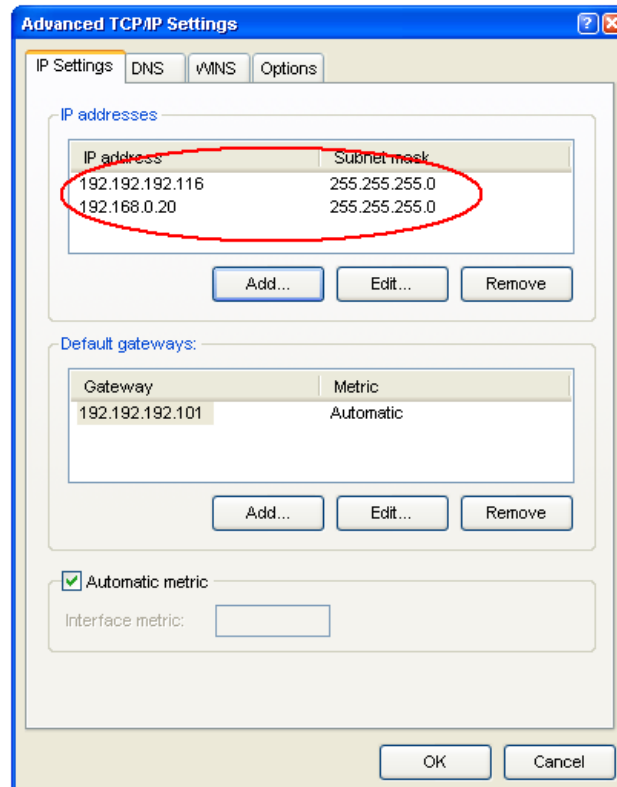 Advanced TCP/IP Settings
IP Settings DNS WINS Options
IP addresses
IP address Subnet mask
192.192.192.116 255.255.255.0
192.168.0.20 255.255.255.0
Add... Edit... Remove
Default gateways:
Gateway Metric
192.192.192.101 Automatic
Add... Edit... Remove
Automatic metric
Interface metric:
OK Cancel